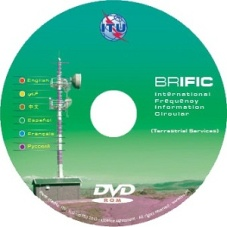 ITU
BRIFIC
International
Frequency
Information
Circular
(Terrestrial Services)
English
عربي
中文
Español
Français
Русский
DVD
ROM